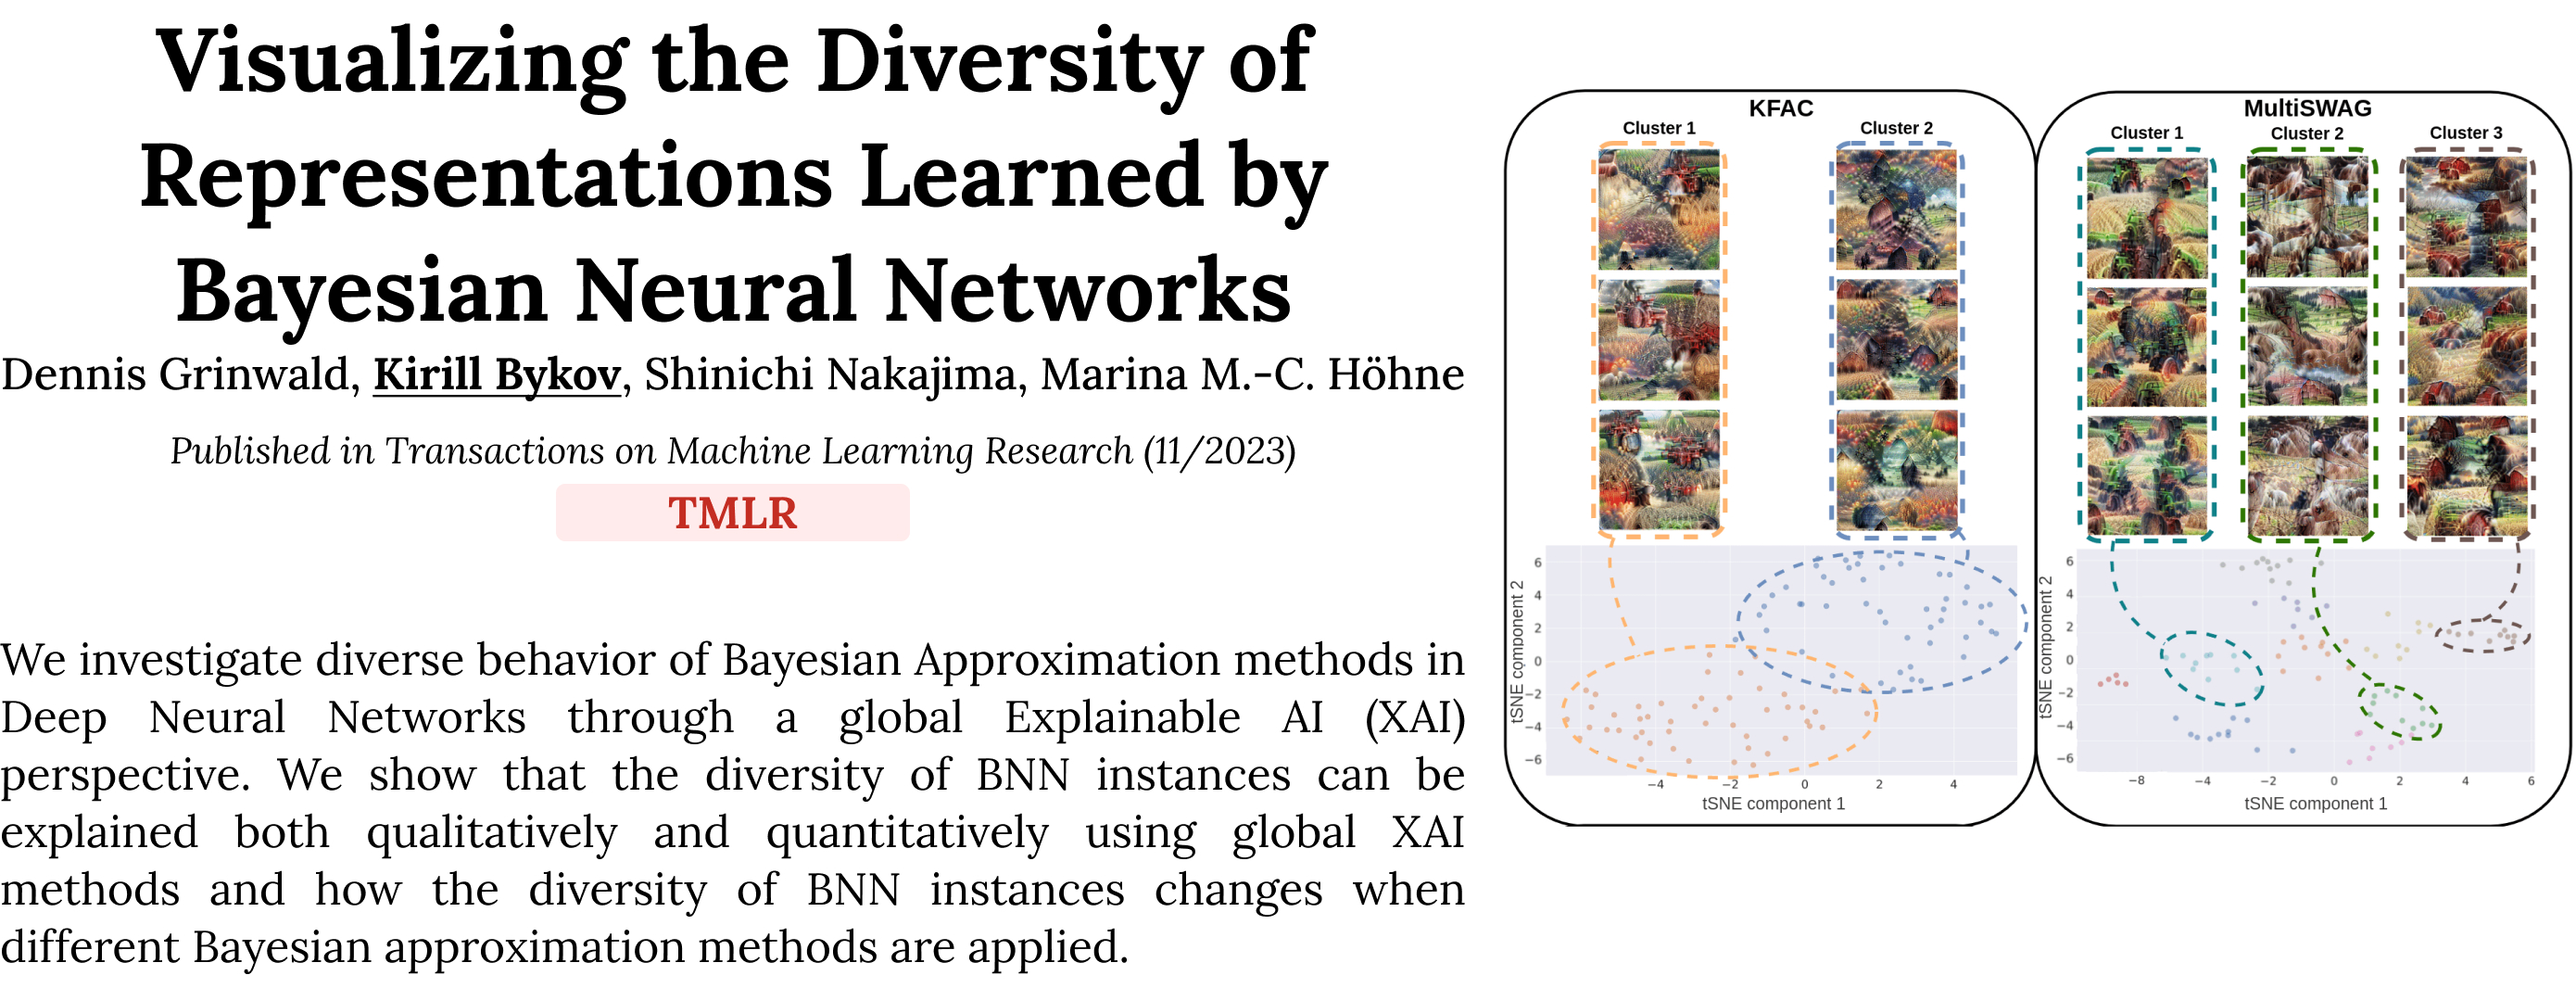 Visualizing the Diversity of
Representations Learned by
Bayesian Neural Networks
Dennis Grinwald, Kirill Bykov, Shinichi Nakajima, Marina M.-C. Höhne
Published in Transactions on Machine Learning Research (11/2023)
TMLR
We investigate diverse behavior of Bayesian Approximation methods in
Deep Neural Networks through a global Explainable AI (XAI)
perspective. We show that the diversity of BNN instances can be
explained both qualitatively and quantitatively using global XAI
methods and how the diversity of BNN instances changes when
different Bayesian approximation methods are applied.
KFAC
Cluster 1 Cluster 2
tSNE component 2
6
4
2
0
−2
−4
−6
−4 −2 0 2 4
tSNE component 1
MultiSWAG
Cluster 1 Cluster 2 Cluster 3
tSNE component 2
6
4
2
0
−2
−4
−6
−8 −4 −2 0 2 4 6
tSNE component 1